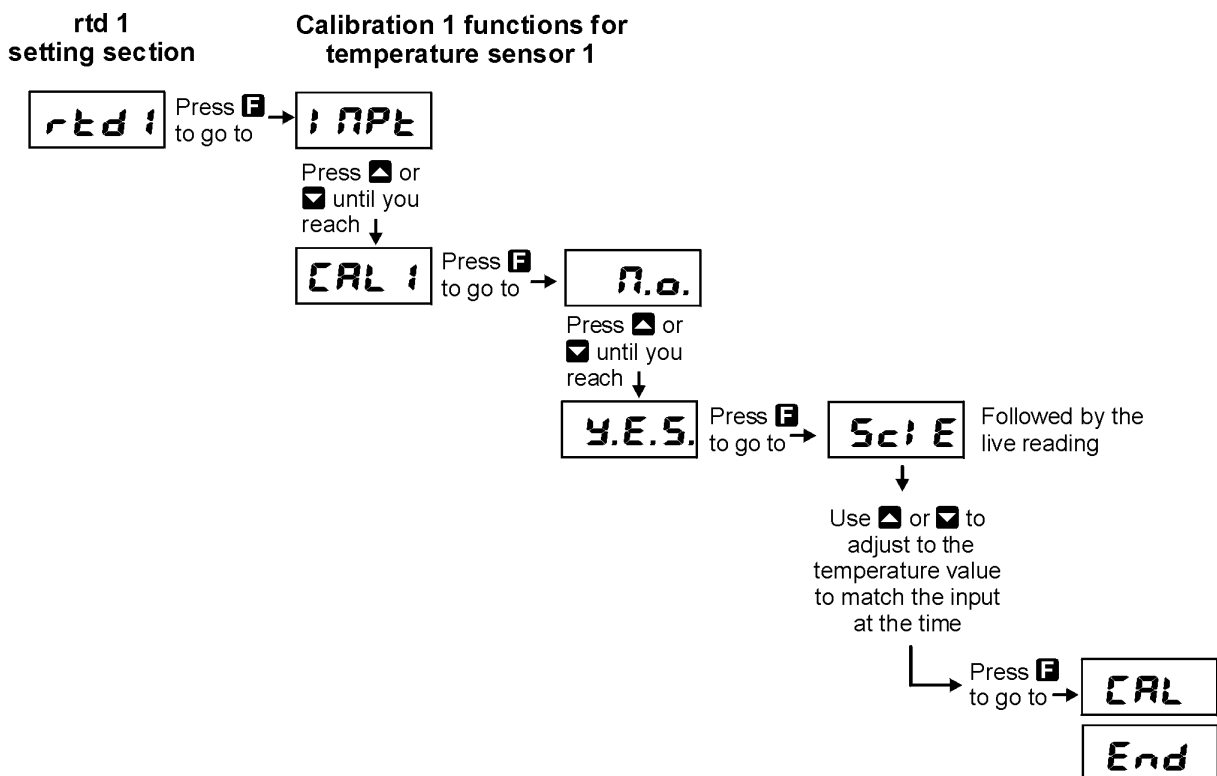 rtd 1
setting section
Calibration 1 functions for
temperature sensor 1
rtd 1
Press F
to go to
INPt
Press ▲ or
▼ until you
reach
CAL 1
Press F
to go to
N.o.
Press ▲ or
▼ until you
reach
Y.E.S.
Press F
to go to
SclE
Followed by the
live reading
Use ▲ or ▼ to
adjust to the
temperature value
to match the input
at the time
Press F
to go to
CAL
End